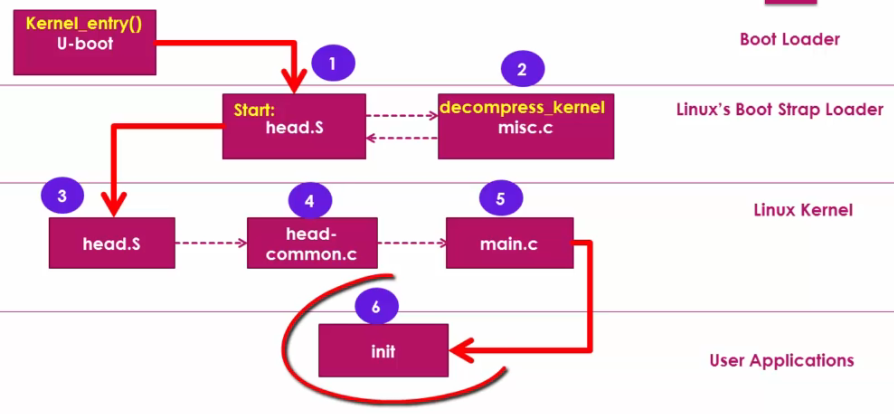 Kernel_entry()
U-boot
Boot Loader
1
2
Start:
head.S
decompress_kernel
misc.c
Linux's Boot Strap Loader
3
4
5
Linux Kernel
head.S
head-
common.c
main.c
6
init
User Applications